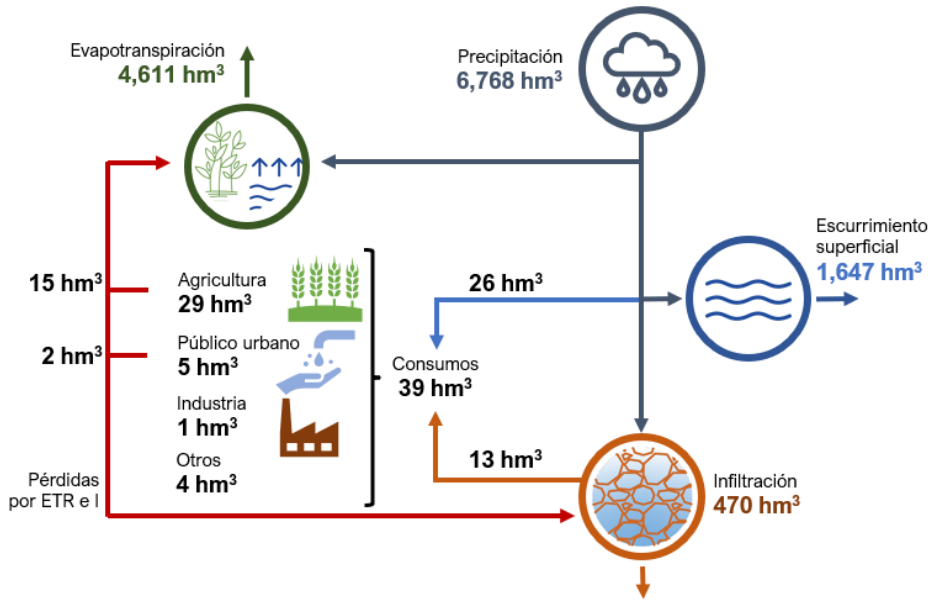 Evapotranspiración
4,611 hm³
Precipitación
6,768 hm³
Escurrimiento
superficial
1,647 hm³
15 hm³
2 hm³
Agricultura
29 hm³
Público urbano
5 hm³
Industria
1 hm³
Otros
4 hm³
26 hm³
Consumos
39 hm³
13 hm³
Pérdidas
por ETR e I
Infiltración
470 hm³